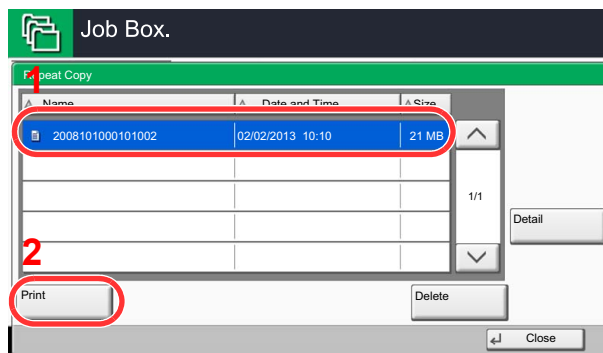 Job Box.
1
Repeat Copy
Name Date and Time Size
2008101000101002 02/02/2013 10:10 21 MB
1/1
Detail
2
Print Delete
Close